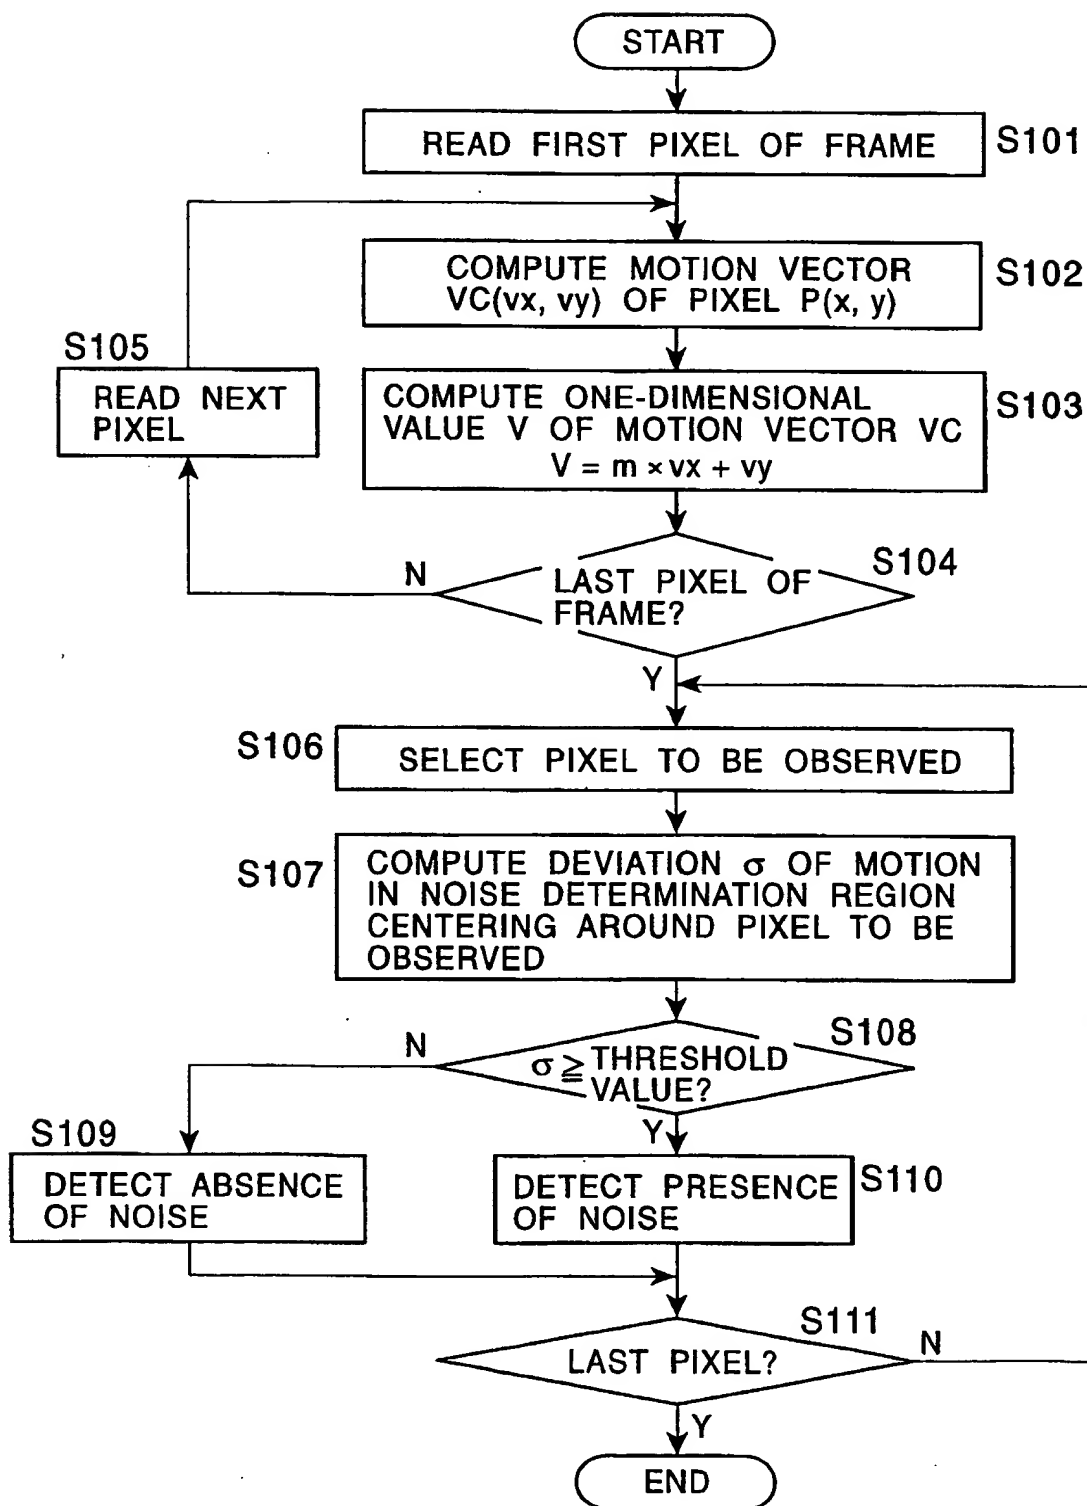 START
READ FIRST PIXEL OF FRAME
S101
COMPUTE MOTION VECTOR
VC(vx, vy) OF PIXEL P(x, y)
S102
S105
READ NEXT
PIXEL
COMPUTE ONE-DIMENSIONAL
VALUE V OF MOTION VECTOR VC
V = m × vx + vy
S103
N
LAST PIXEL OF
FRAME?
S104
Y
S106
SELECT PIXEL TO BE OBSERVED
S107
COMPUTE DEVIATION σ OF MOTION
IN NOISE DETERMINATION REGION
CENTERING AROUND PIXEL TO BE
OBSERVED
N
σ ≧ THRESHOLD
VALUE?
S108
Y
S109
DETECT ABSENCE
OF NOISE
DETECT PRESENCE
OF NOISE
S110
LAST PIXEL?
S111
N
Y
END